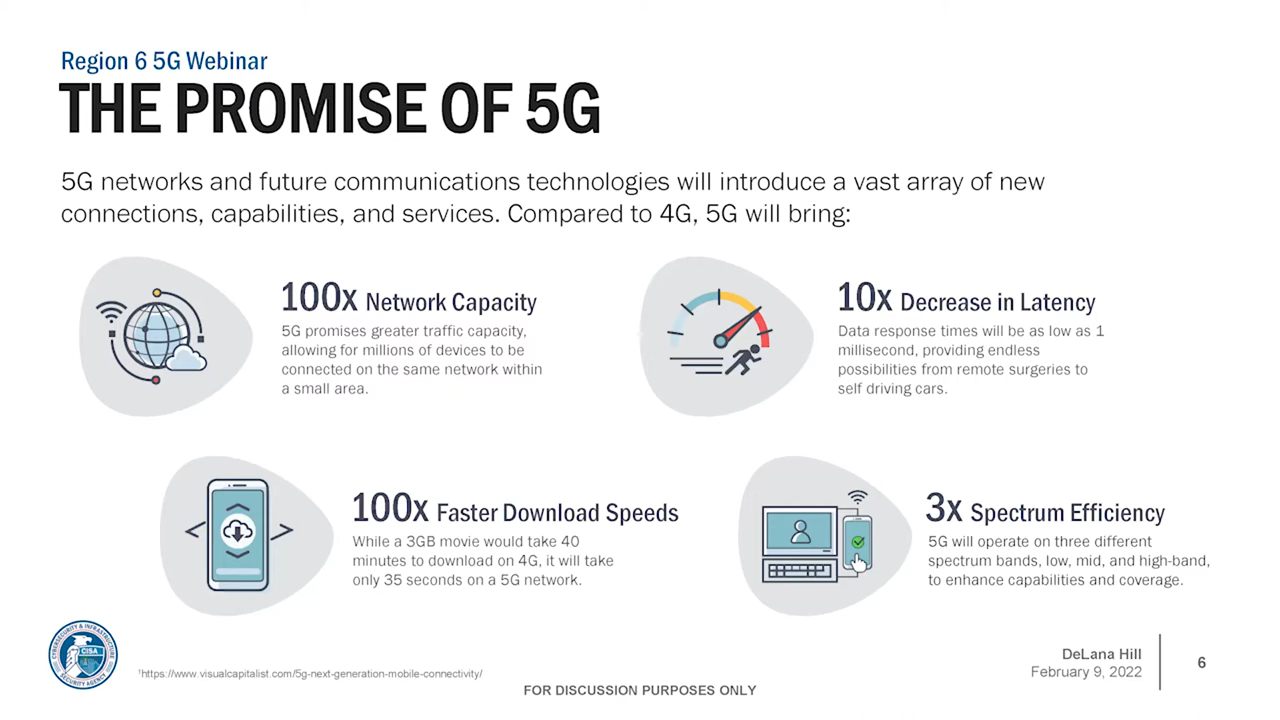 Region 6 5G Webinar
THE PROMISE OF 5G
5G networks and future communications technologies will introduce a vast array of new
connections, capabilities, and services. Compared to 4G, 5G will bring:
100x Network Capacity
5G promises greater traffic capacity,
allowing for millions of devices to be
connected on the same network within
a small area.
10x Decrease in Latency
Data response times will be as low as 1
millisecond, providing endless
possibilities from remote surgeries to
self driving cars.
100x Faster Download Speeds
While a 3GB movie would take 40
minutes to download on 4G, it will take
only 35 seconds on a 5G network.
3x Spectrum Efficiency
5G will operate on three different
spectrum bands, low, mid, and high-band,
to enhance capabilities and coverage.
CYBERSECURITY & INFRASTRUCTURE
CISA
SECURITY AGENCY
¹https://www.visualcapitalist.com/5g-next-generation-mobile-connectivity/
FOR DISCUSSION PURPOSES ONLY
DeLana Hill
February 9, 2022
6